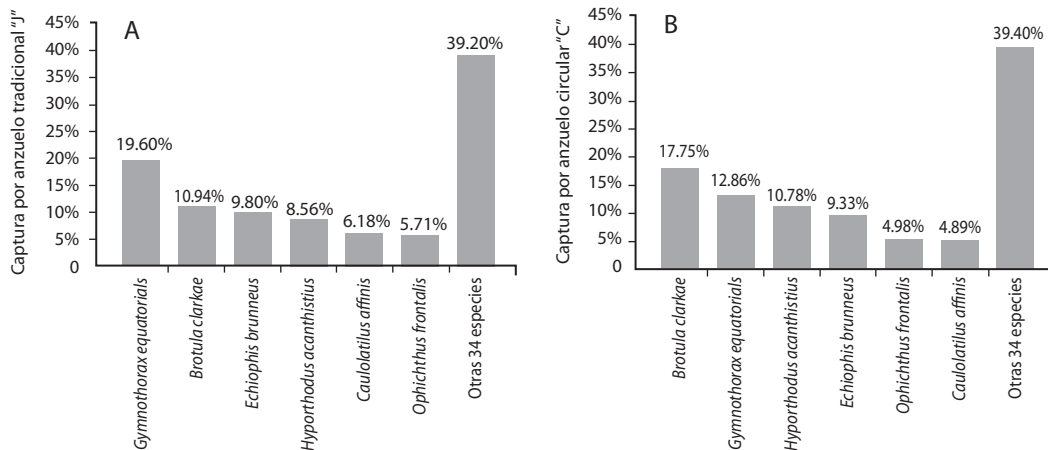 A
Captura por anzuelo tradicional “J”
45%
40%
35%
30%
25%
20%
15%
10%
5%
0
19.60%
10.94%
9.80%
8.56%
6.18%
5.71%
39.20%
Gymnothorax equatorials
Brotula clarkae
Echiophis brunneus
Hyporthodus acanthistius
Caulolatilus affinis
Ophichthus frontalis
Otras 34 especies
B
Captura por anzuelo circular “C”
45%
40%
35%
30%
25%
20%
15%
10%
5%
0
17.75%
12.86%
10.78%
9.33%
4.98%
4.89%
39.40%
Brotula clarkae
Gymnothorax equatorials
Hyporthodus acanthistius
Echiophis brunneus
Ophichthus frontalis
Caulolatilus affinis
Otras 34 especies